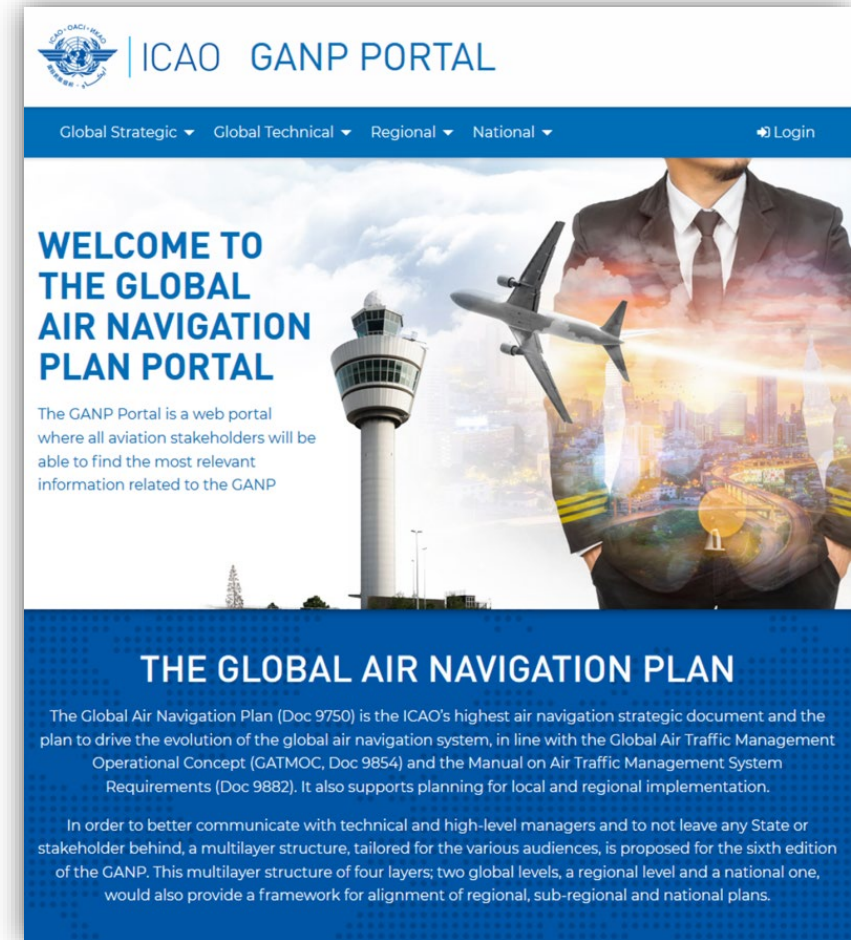 ICAO GANP PORTAL
Global Strategic Global Technical Regional National Login
WELCOME TO
THE GLOBAL
AIR NAVIGATION
PLAN PORTAL
The GANP Portal is a web portal
where all aviation stakeholders will be
able to find the most relevant
information related to the GANP
THE GLOBAL AIR NAVIGATION PLAN
The Global Air Navigation Plan (Doc 9750) is the ICAO's highest air navigation strategic document and the
plan to drive the evolution of the global air navigation system, in line with the Global Air Traffic Management
Operational Concept (GATMOC, Doc 9854) and the Manual on Air Traffic Management System
Requirements (Doc 9882). It also supports planning for local and regional implementation.
In order to better communicate with technical and high-level managers and to not leave any State or
stakeholder behind, a multilayer structure, tailored for the various audiences, is proposed for the sixth edition
of the GANP. This multilayer structure of four layers; two global levels, a regional level and a national one,
would also provide a framework for alignment of regional, sub-regional and national plans.